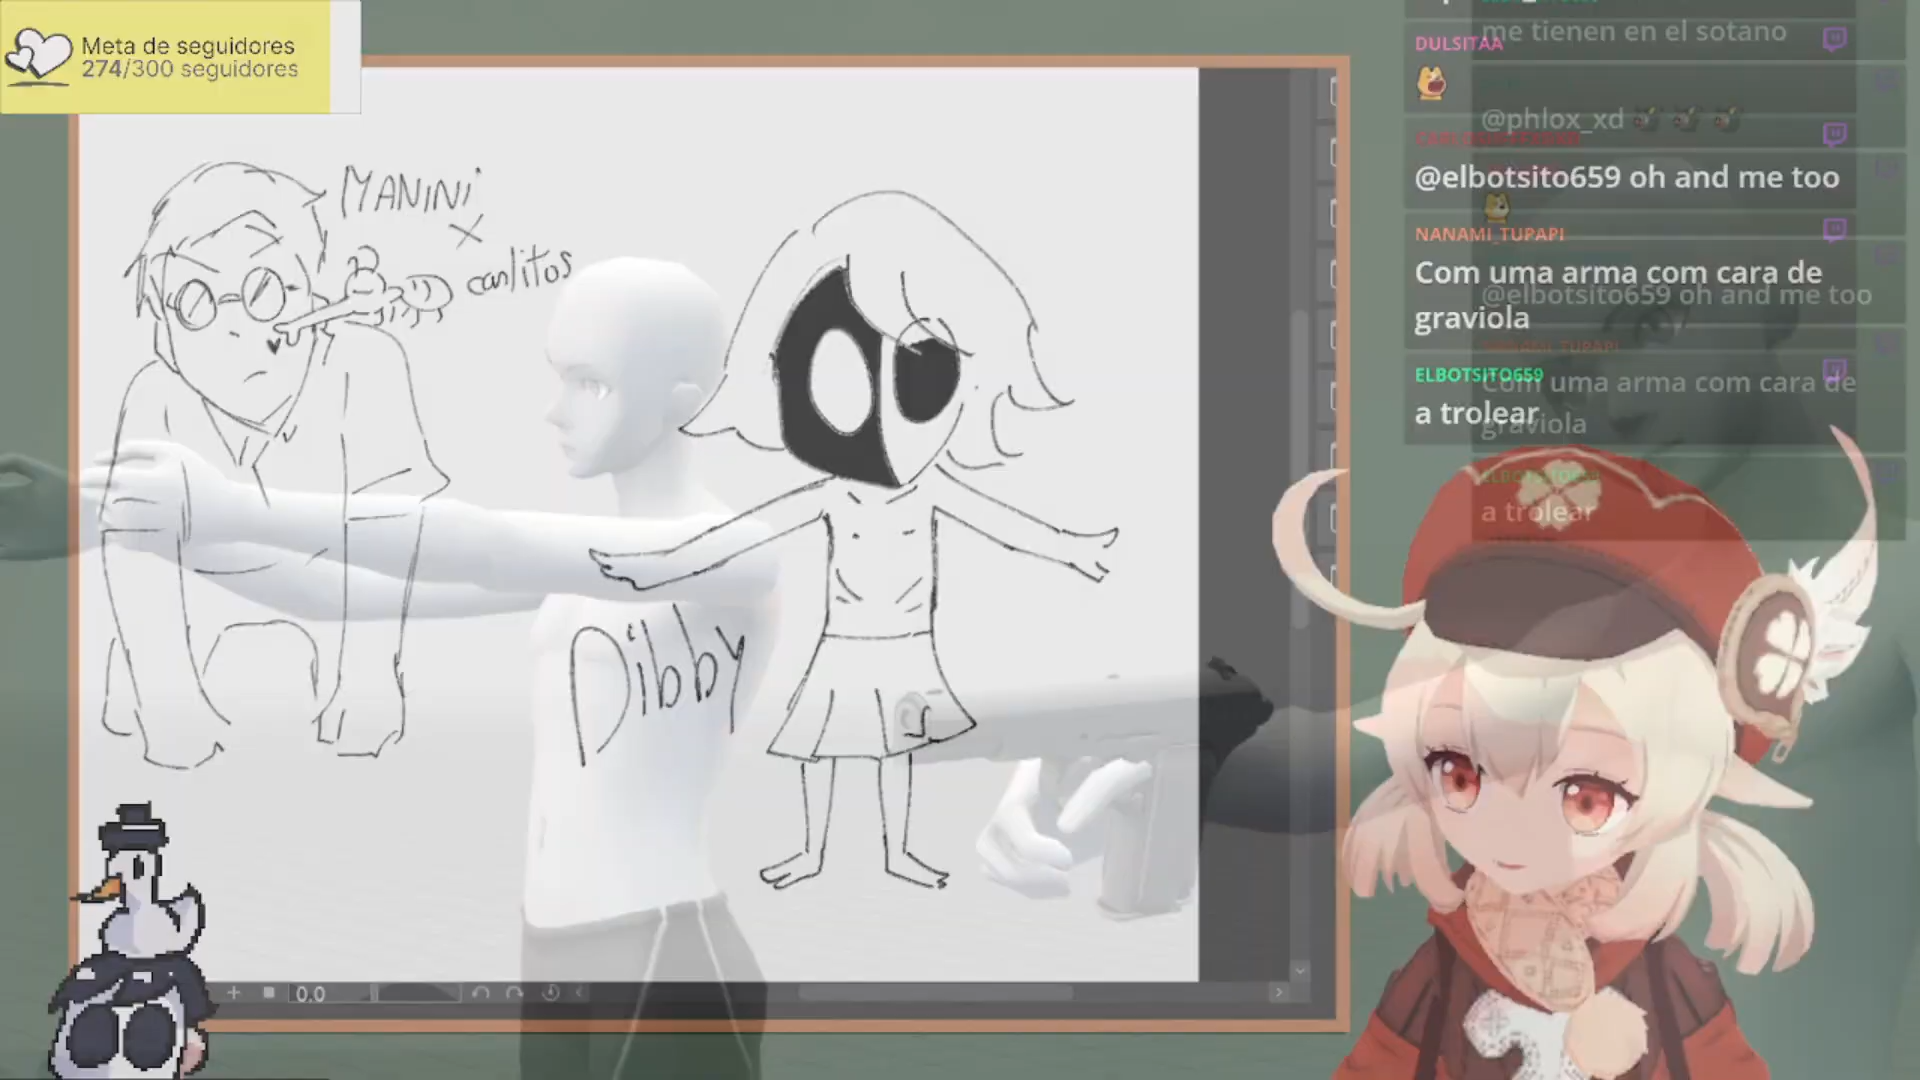 Meta de seguidores
274/300 seguidores
MANINI
X
carlitos
Dibby
0.0
me tienen en el sotano
DULSITAA
@phlox_xd
@elbotsito659 oh and me too
NANAMI_TUPAPI
Com uma arma com cara de
graviola
@elbotsito659 oh and me too
NANAMI_TUPAPI
ELBOTSITO659
a trolear
Com uma arma com cara de
graviola
ELBOTSITO659
a trolear